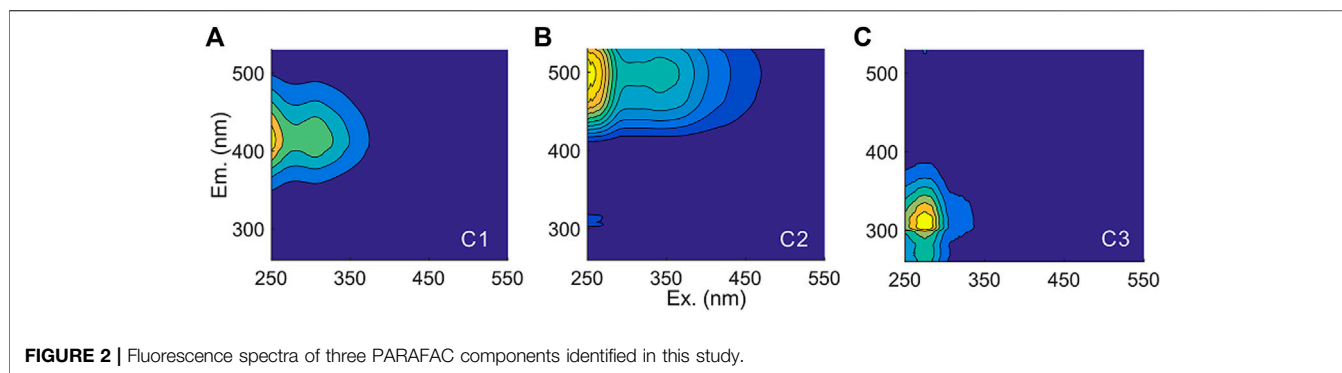 A
B
C
Em. (nm)
500
400
300
C1
250
350
450
550
500
400
300
C2
250
350
450
550
Ex. (nm)
500
400
300
C3
250
350
450
550
FIGURE 2 | Fluorescence spectra of three PARAFAC components identified in this study.